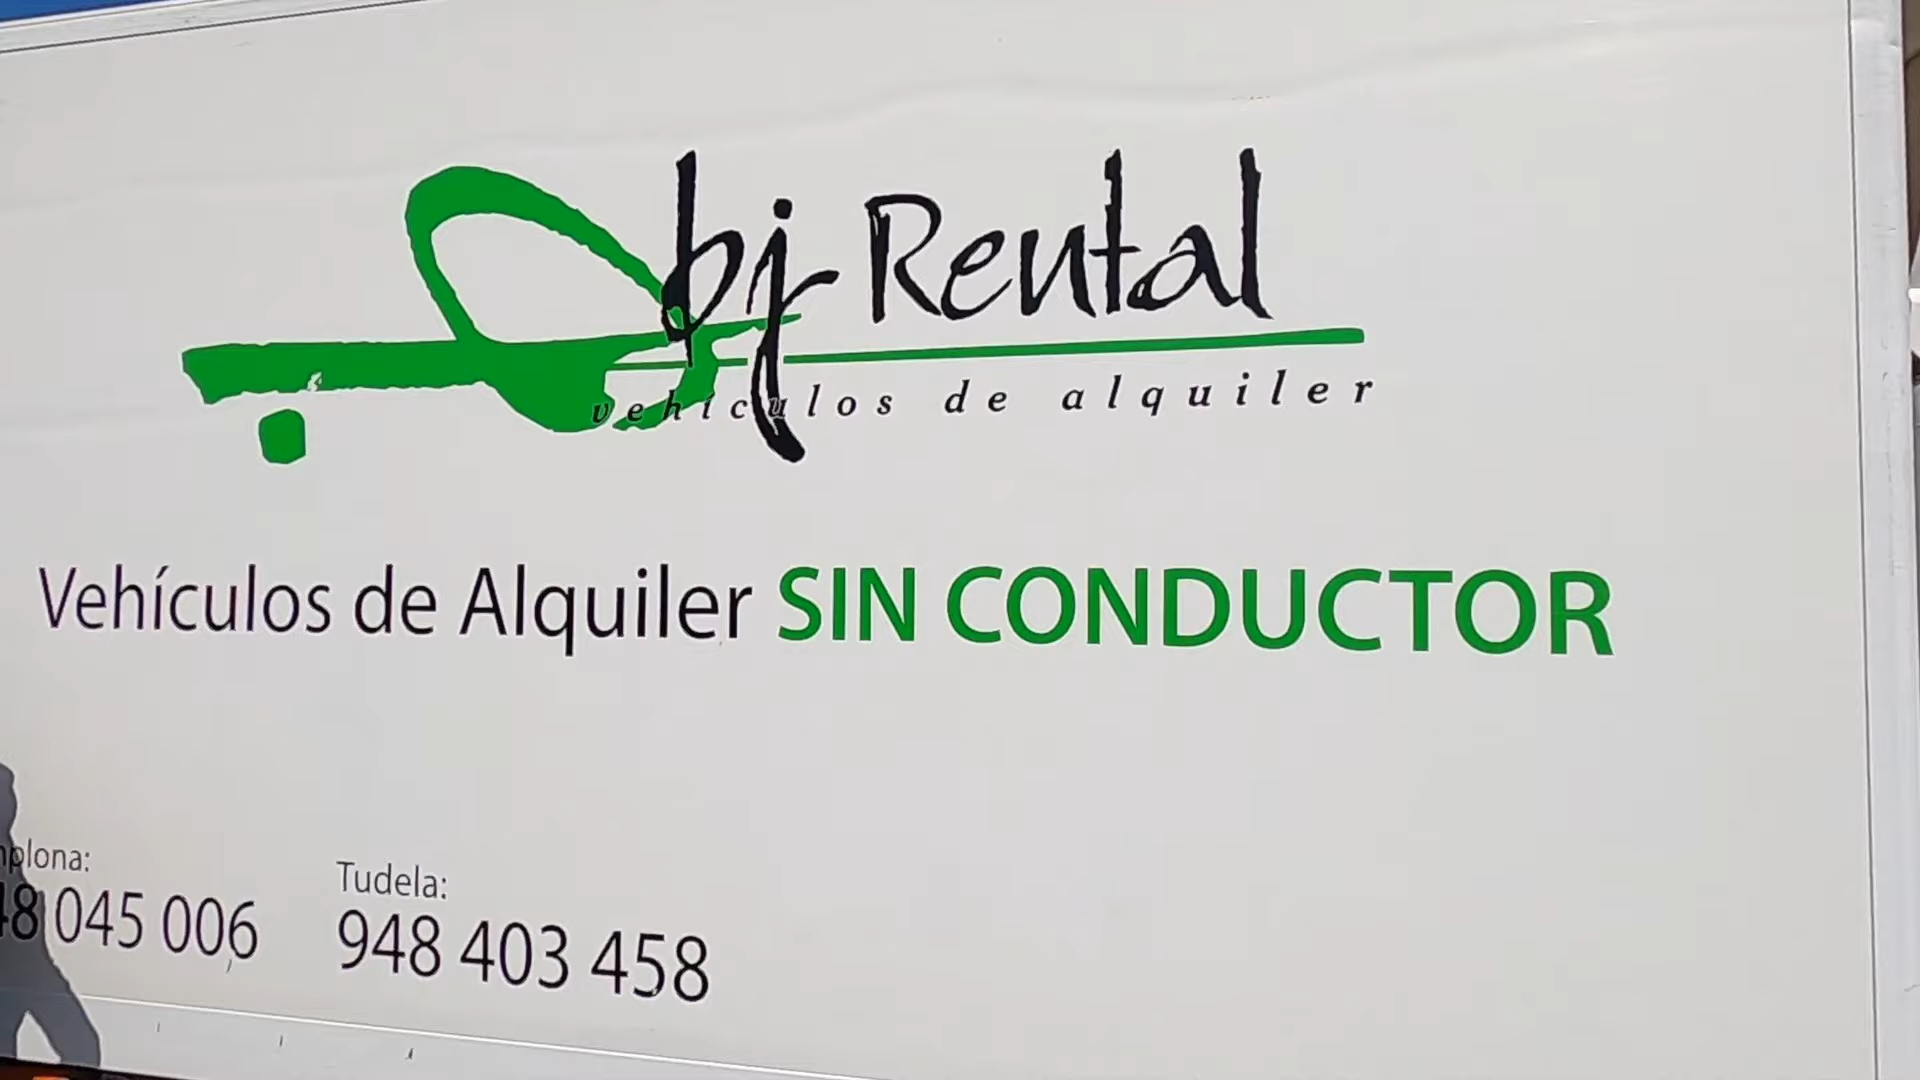 bj Rental
vehículos de alquiler
Vehículos de Alquiler SIN CONDUCTOR
Tudela:
045 006
948 403 458